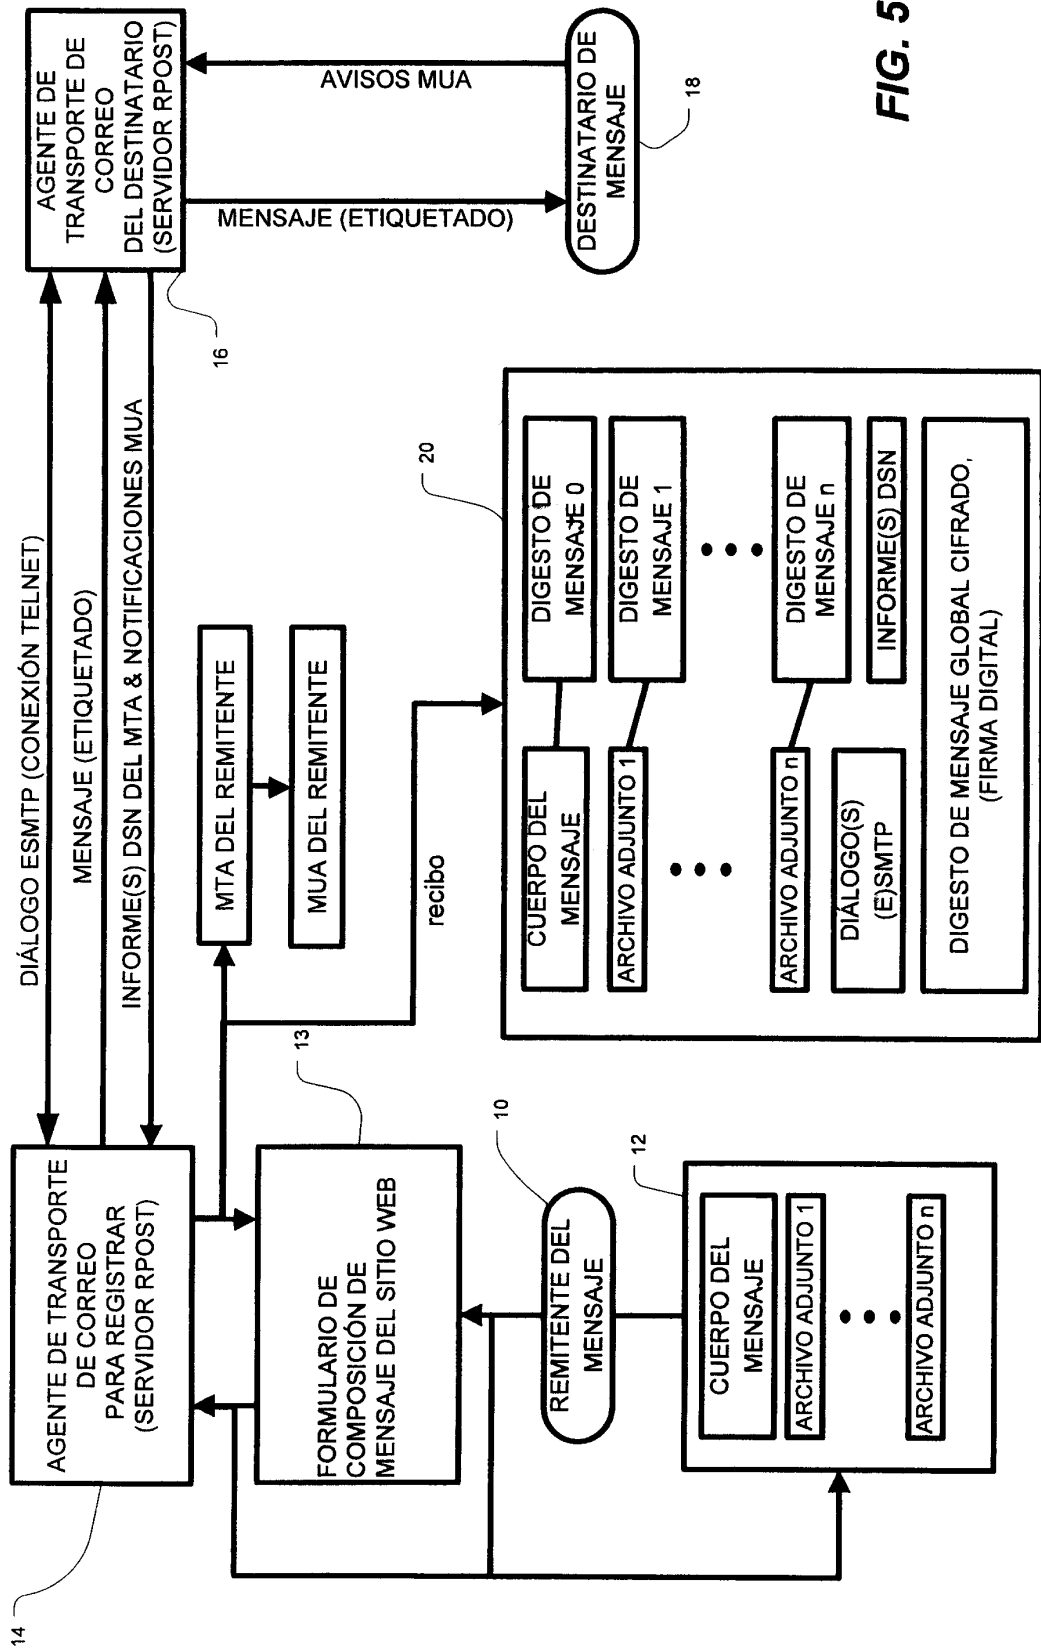 14
AGENTE DE TRANSPORTE
DE CORREO
PARA REGISTRAR
(SERVIDOR RPOST)
DIÁLOGO ESMTP (CONEXIÓN TELNET)
MENSAJE (ETIQUETADO)
INFORME(S) DSN DEL MTA & NOTIFICACIONES MUA
AGENTE DE
TRANSPORTE DE
CORREO
DEL DESTINATARIO
(SERVIDOR RPOST)
16
MENSAJE (ETIQUETADO)
AVISOS MUA
DESTINATARIO DE
MENSAJE
18
MTA DEL REMITENTE
MUA DEL REMITENTE
recibo
13
FORMULARIO DE
COMPOSICIÓN DE
MENSAJE DEL SITIO WEB
10
REMITENTE DEL
MENSAJE
12
CUERPO DEL
MENSAJE
ARCHIVO ADJUNTO 1
ARCHIVO ADJUNTO n
20
CUERPO DEL
MENSAJE
DIGESTO DE
MENSAJE 0
ARCHIVO ADJUNTO 1
DIGESTO DE
MENSAJE 1
ARCHIVO ADJUNTO n
DIGESTO DE
MENSAJE n
DIÁLOGO(S)
(E)SMTP
INFORME(S) DSN
DIGESTO DE MENSAJE GLOBAL CIFRADO,
(FIRMA DIGITAL)
FIG. 5